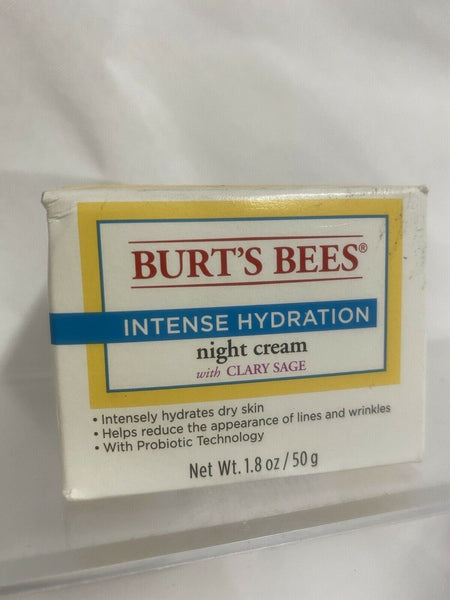 BURT'S BEES®
INTENSE HYDRATION
night cream
with CLARY SAGE
• Intensely hydrates dry skin
• Helps reduce the appearance of lines and wrinkles
• With Probiotic Technology
Net Wt. 1.8 oz / 50 g